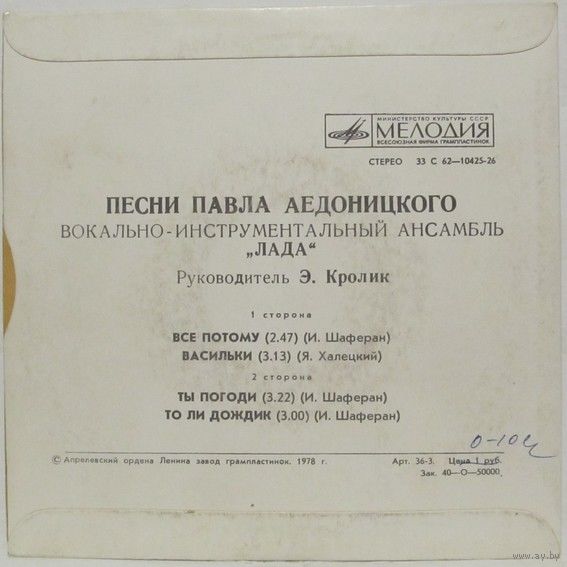 МИНИСТЕРСТВО КУЛЬТУРЫ СССР
МЕЛОДИЯ
ВСЕСОЮЗНАЯ ФИРМА ГРАМПЛАСТИНОК
СТЕРЕО 33 С 62—10425-26
ПЕСНИ ПАВЛА АЕДОНИЦКОГО
ВОКАЛЬНО-ИНСТРУМЕНТАЛЬНЫЙ АНСАМБЛЬ
„ЛАДА“
Руководитель Э. Кролик
1 сторона
ВСЕ ПОТОМУ (2.47) (И. Шаферан)
ВАСИЛЬКИ (3.13) (Я. Халецкий)
2 сторона
ТЫ ПОГОДИ (3.22) (И. Шаферан)
ТО ЛИ ДОЖДИК (3.00) (И. Шаферан)
© Апрелевский ордена Ленина завод грампластинок. 1978 г. Арт. 36-3. Цена 1 руб.
Зак. 40—О—50000.
www.ay.by